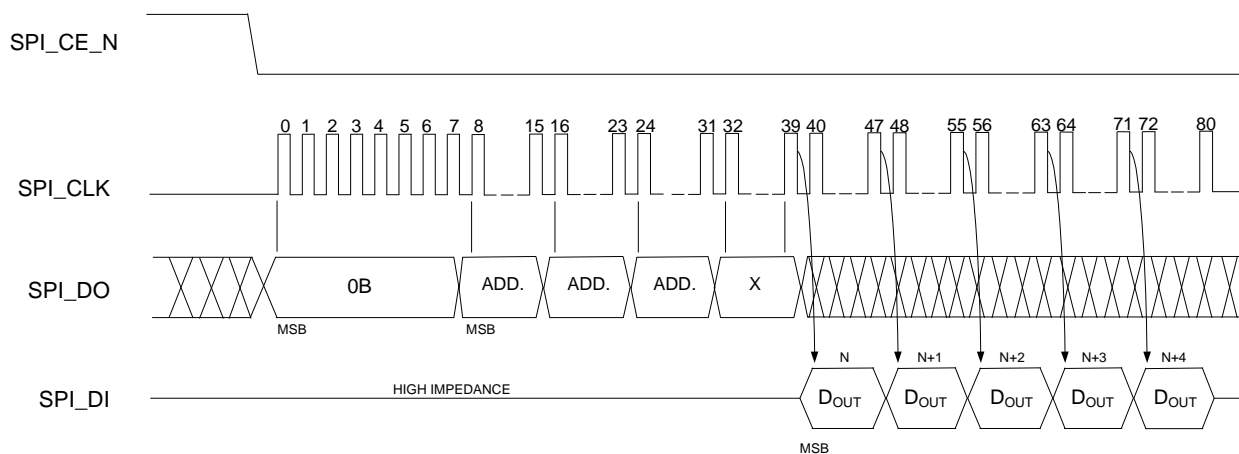 SPI_CE_N
0 1 2 3 4 5 6 7 8 15 16 23 24 31 32 39 40 47 48 55 56 63 64 71 72 80
SPI_CLK
SPI_DO
0B ADD. ADD. ADD. X
MSB MSB
N N+1 N+2 N+3 N+4
HIGH IMPEDANCE
SPI_DI
DOUT DOUT DOUT DOUT DOUT
MSB